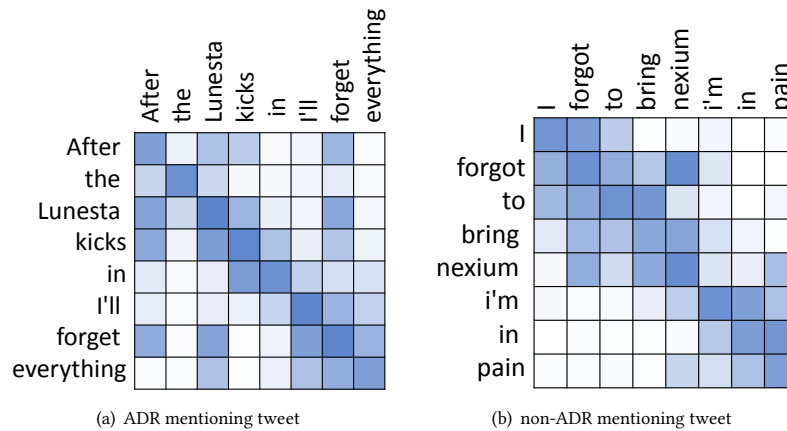 After the Lunesta kicks in I'll forget everything
After
the
Lunesta
kicks
in
I'll
forget
everything
(a) ADR mentioning tweet
I forgot to bring nexium i'm in pain
I
forgot
to
bring
nexium
i'm
in
pain
(b) non-ADR mentioning tweet